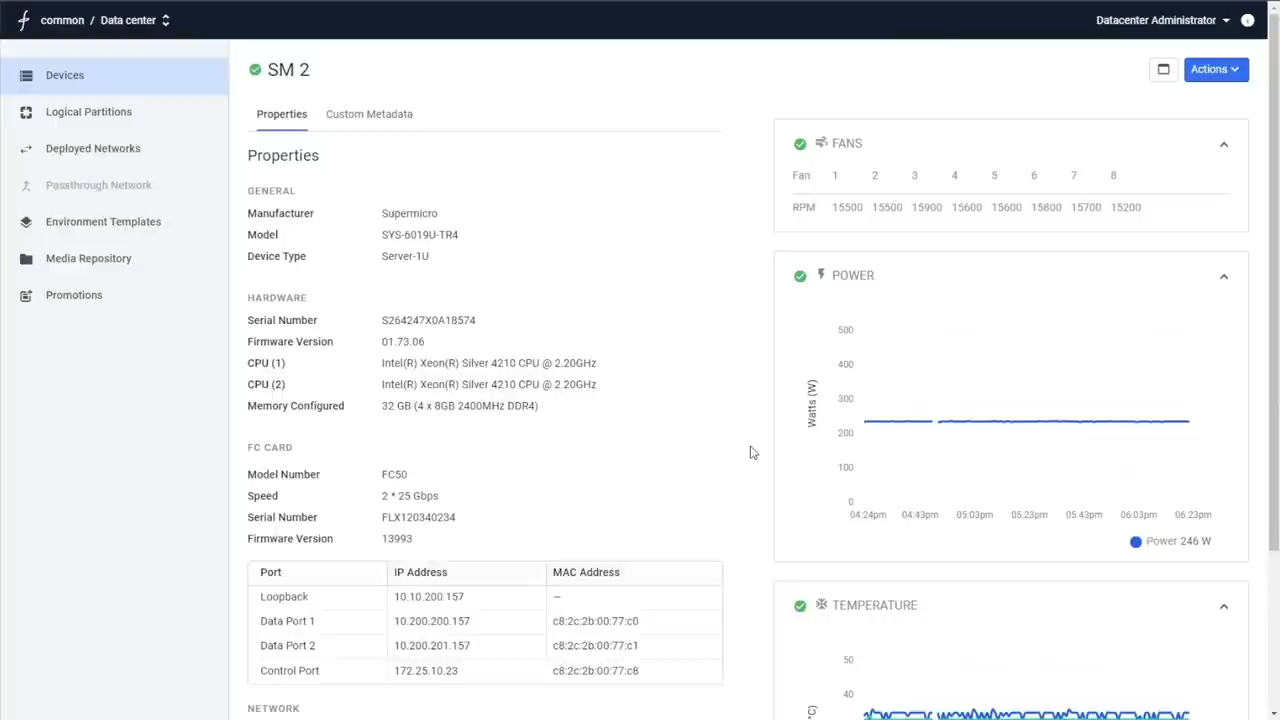 common / Data center
Datacenter Administrator
Devices
Logical Partitions
Deployed Networks
Passthrough Network
Environment Templates
Media Repository
Promotions
SM 2
Actions
Properties Custom Metadata
Properties
GENERAL
Manufacturer Supermicro
Model SYS-6019U-TR4
Device Type Server-1U
HARDWARE
Serial Number S264247X0A18574
Firmware Version 01.73.06
CPU (1) Intel(R) Xeon(R) Silver 4210 CPU @ 2.20GHz
CPU (2) Intel(R) Xeon(R) Silver 4210 CPU @ 2.20GHz
Memory Configured 32 GB (4 x 8GB 2400MHz DDR4)
FC CARD
Model Number FC50
Speed 2 * 25 Gbps
Serial Number FLX120340234
Firmware Version 13993
Port IP Address MAC Address
Loopback 10.10.200.157 —
Data Port 1 10.200.200.157 c8:2c:2b:00:77:c0
Data Port 2 10.200.201.157 c8:2c:2b:00:77:c1
Control Port 172.25.10.23 c8:2c:2b:00:77:c8
NETWORK
FANS
Fan 1 2 3 4 5 6 7 8
RPM 15500 15500 15900 15600 15600 15800 15700 15200
POWER
Watts (W)
500
400
300
200
100
0
04:24pm 04:43pm 05:03pm 05:23pm 05:43pm 06:03pm 06:23pm
Power 246 W
TEMPERATURE
50
40
°C)